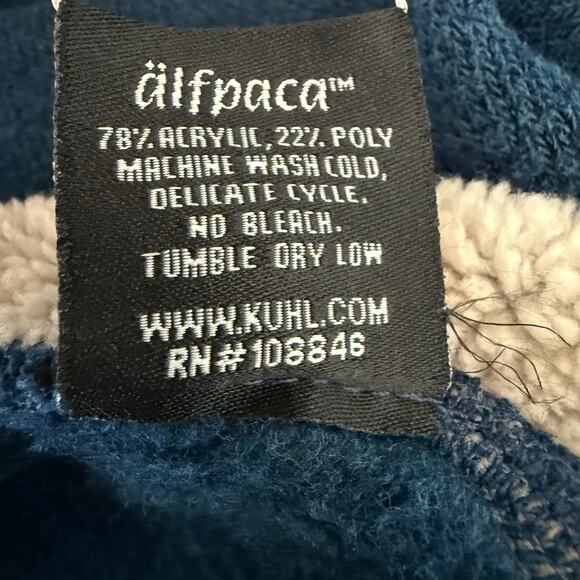 älfpaca™
78% ACRYLIC, 22% POLY
MACHINE WASH COLD,
DELICATE CYCLE.
NO BLEACH.
TUMBLE DRY LOW
WWW.KUHL.COM
RN#108846